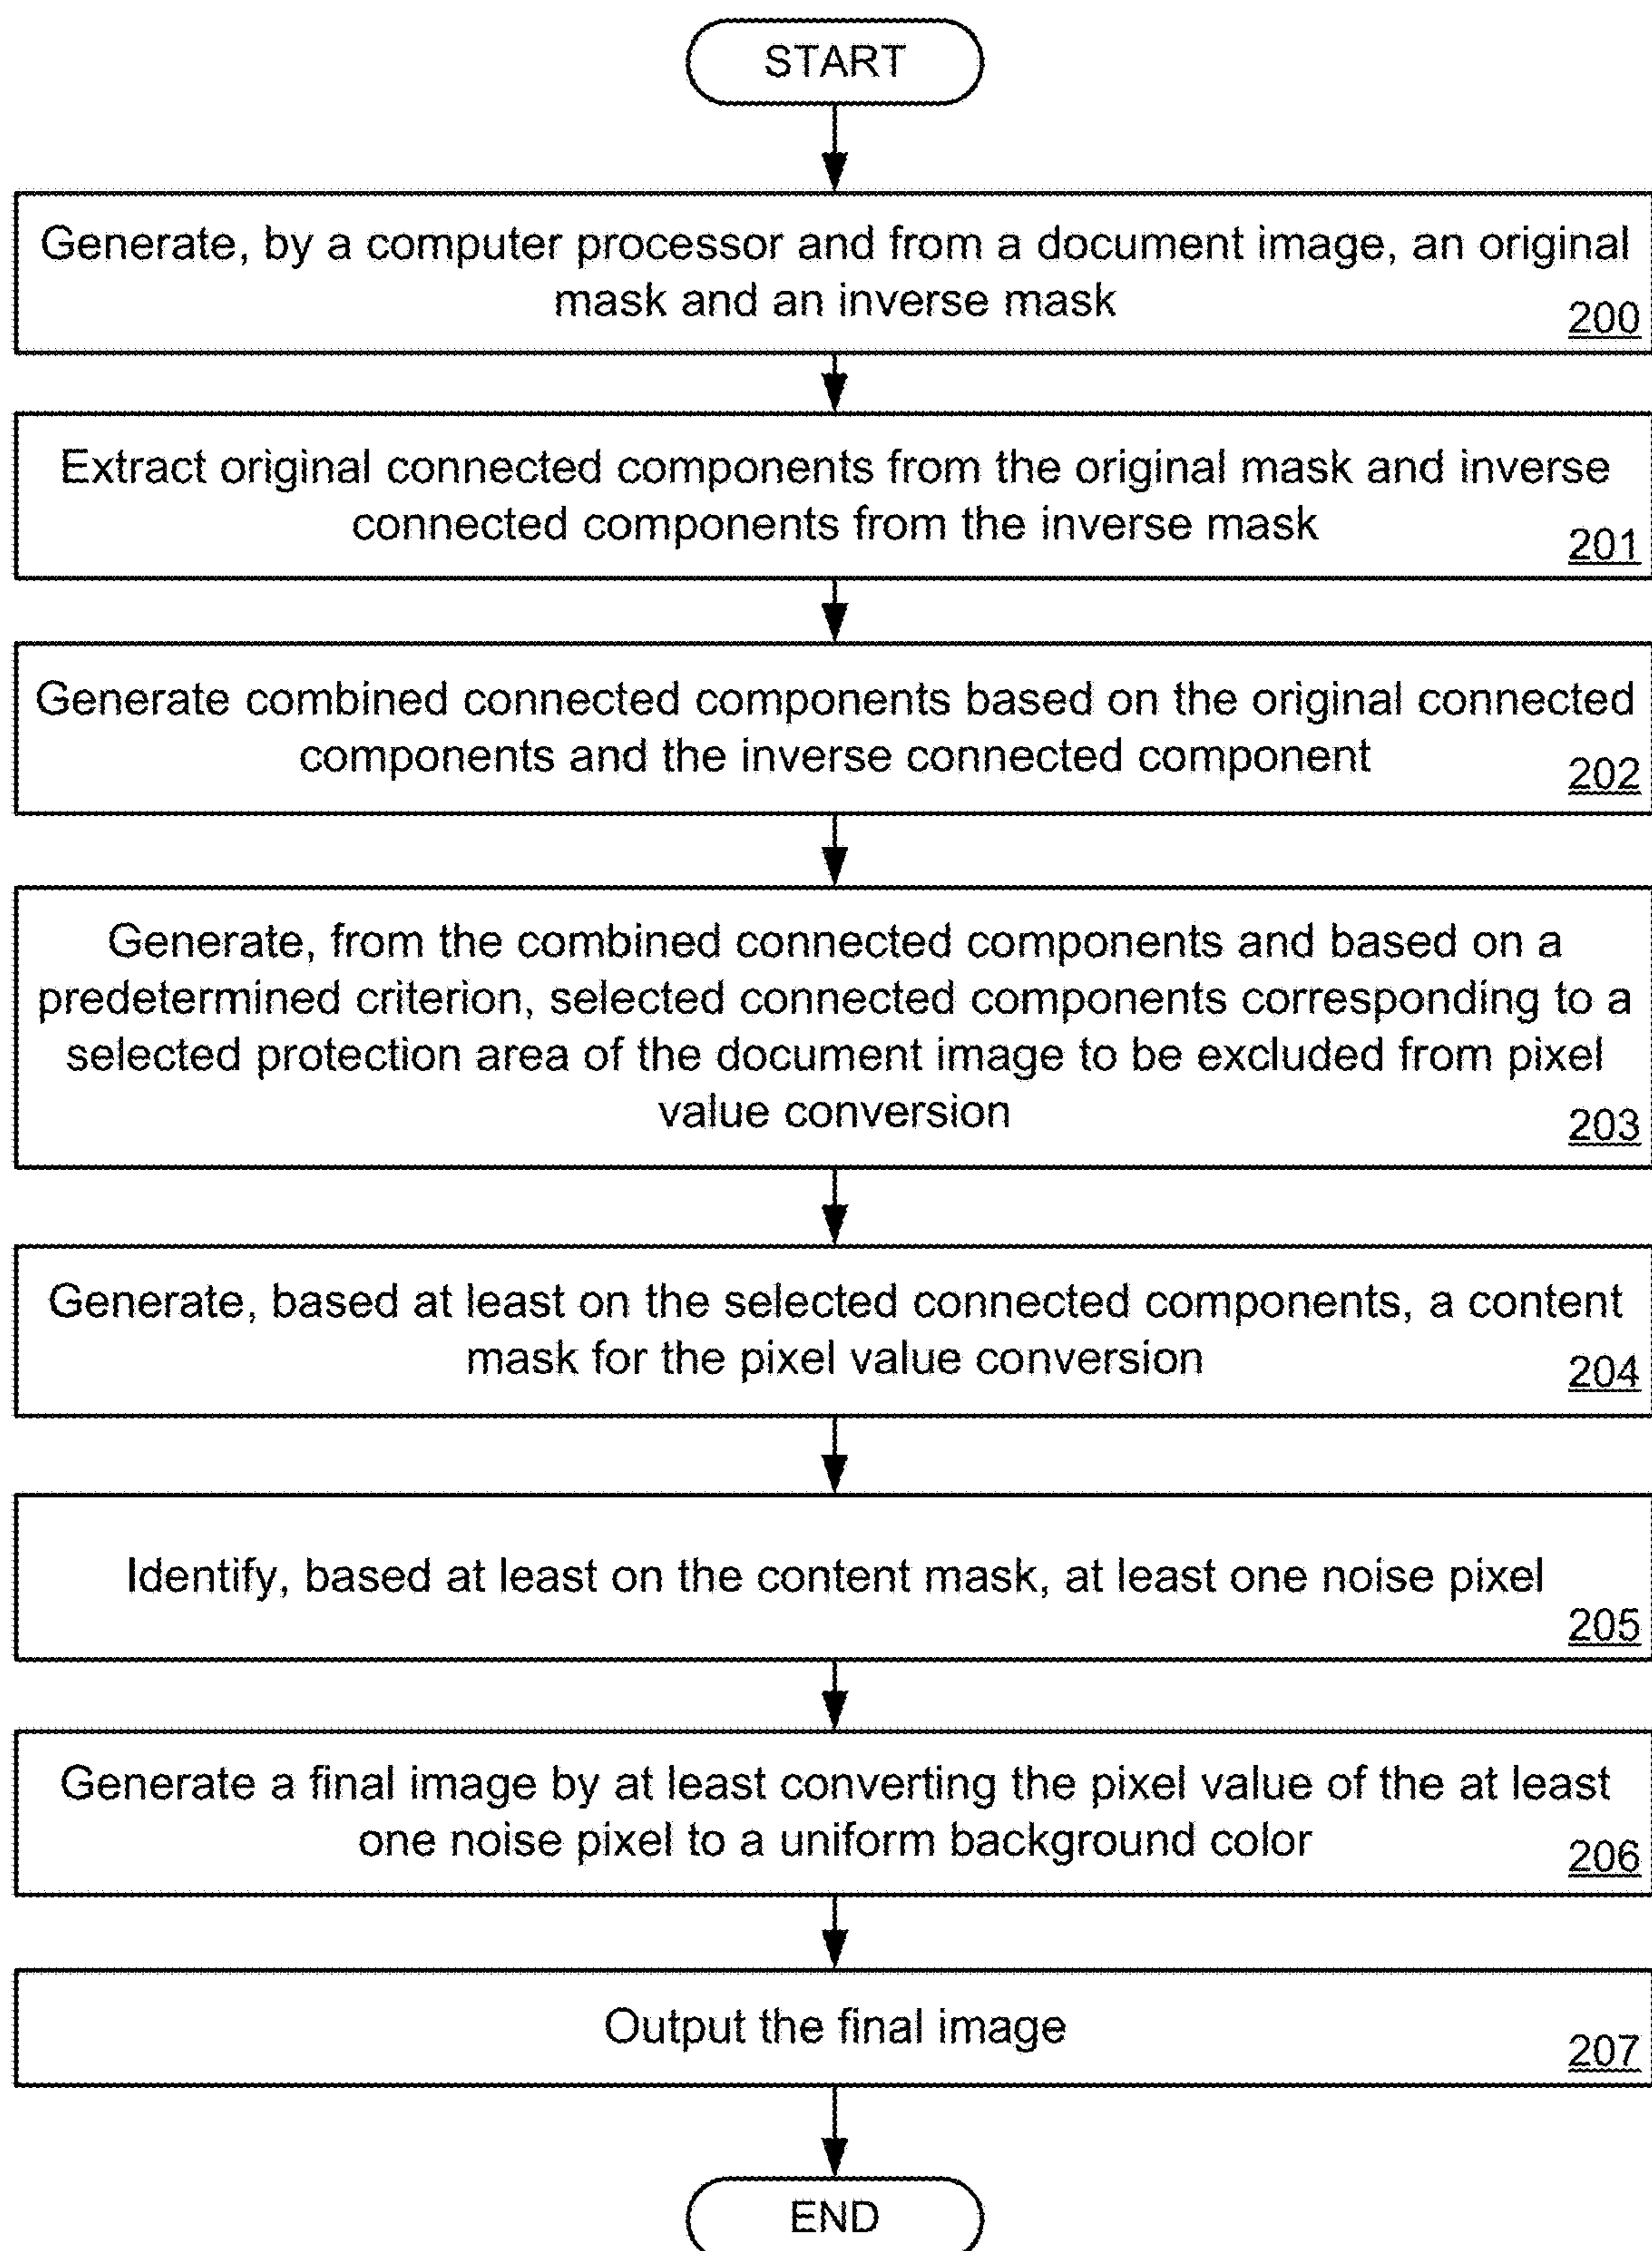 START
Generate, by a computer processor and from a document image, an original
mask and an inverse mask
200
Extract original connected components from the original mask and inverse
connected components from the inverse mask
201
Generate combined connected components based on the original connected
components and the inverse connected component
202
Generate, from the combined connected components and based on a
predetermined criterion, selected connected components corresponding to a
selected protection area of the document image to be excluded from pixel
value conversion
203
Generate, based at least on the selected connected components, a content
mask for the pixel value conversion
204
Identify, based at least on the content mask, at least one noise pixel
205
Generate a final image by at least converting the pixel value of the at least
one noise pixel to a uniform background color
206
Output the final image
207
END